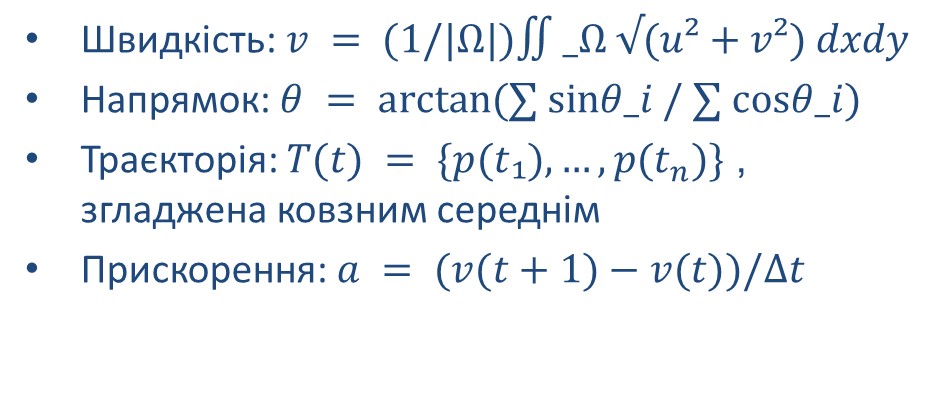 • Швидкість: 𝑣 = (1/|Ω|)∬ _Ω √(𝑢² + 𝑣²) 𝑑𝑥𝑑𝑦
• Напрямок: 𝜃 = arctan(∑ sin𝜃_𝑖 / ∑ cos𝜃_𝑖)
• Траєкторія: 𝑇(𝑡) = {𝑝(𝑡₁), … , 𝑝(𝑡ₙ)} ,
згладжена ковзним середнім
• Прискорення: 𝑎 = (𝑣(𝑡 + 1) − 𝑣(𝑡))/Δ𝑡